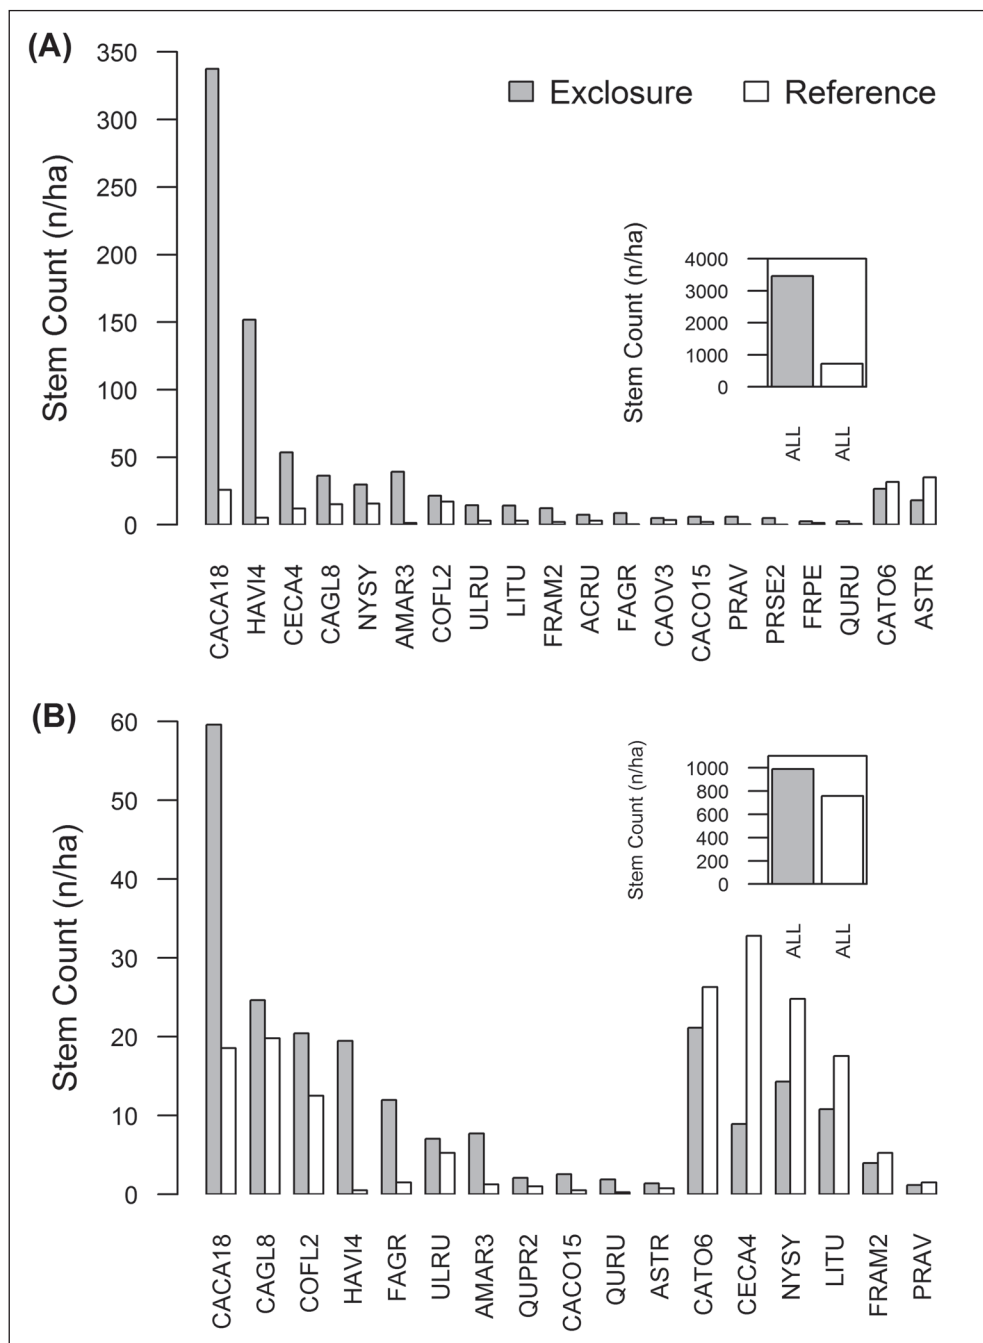 (A)
Stem Count (n/ha)
350
300
250
200
150
100
50
0
Exclosure
Reference
Stem Count (n/ha)
4000
3000
2000
1000
0
ALL
ALL
CACA18
HAVI4
CECA4
CAGL8
NYSY
AMAR3
COFL2
ULRU
LITU
FRAM2
ACRU
FAGR
CAOV3
CACO15
PRAV
PRSE2
FRPE
QURU
CATO6
ASTR
(B)
Stem Count (n/ha)
60
50
40
30
20
10
0
Stem Count (n/ha)
1000
800
600
400
200
0
ALL
ALL
CACA18
CAGL8
COFL2
HAVI4
FAGR
ULRU
AMAR3
QUPR2
CACO15
QURU
ASTR
CATO6
CECA4
NYSY
LITU
FRAM2
PRAV